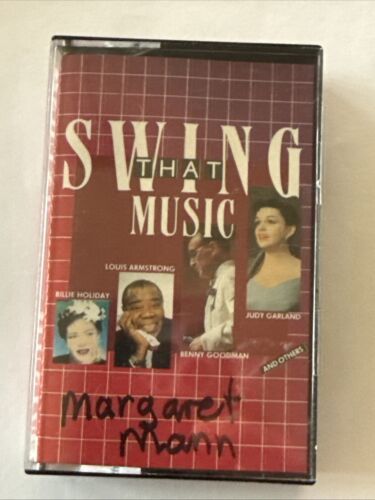 SWING
THAT
MUSIC
LOUIS ARMSTRONG
BILLIE HOLIDAY
JUDY GARLAND
BENNY GOODMAN
AND OTHERS
Margaret
Mann